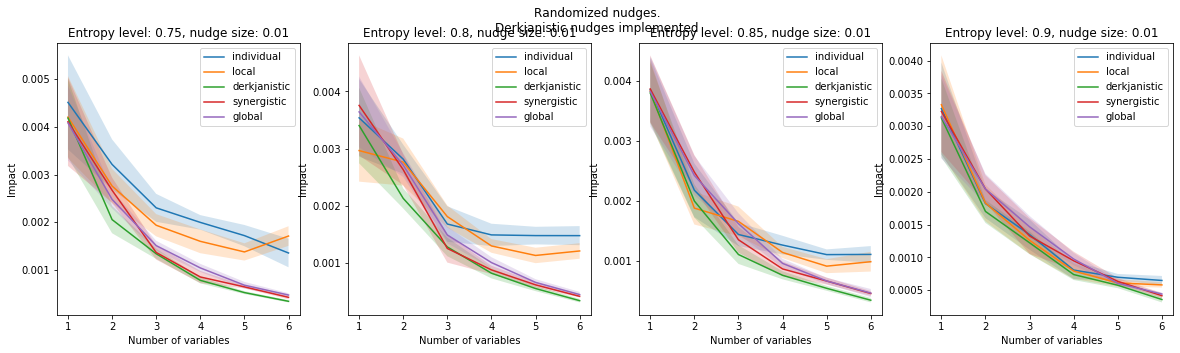 Randomized nudges.
Derkjanistic nudges implemented
Entropy level: 0.75, nudge size: 0.01
Impact
0.005
0.004
0.003
0.002
0.001
individual
local
derkjanistic
synergistic
global
1 2 3 4 5 6
Number of variables
Entropy level: 0.8, nudge size: 0.01
Impact
0.004
0.003
0.002
0.001
individual
local
derkjanistic
synergistic
global
1 2 3 4 5 6
Number of variables
Entropy level: 0.85, nudge size: 0.01
Impact
0.004
0.003
0.002
0.001
individual
local
derkjanistic
synergistic
global
1 2 3 4 5 6
Number of variables
Entropy level: 0.9, nudge size: 0.01
Impact
0.0040
0.0035
0.0030
0.0025
0.0020
0.0015
0.0010
0.0005
individual
local
derkjanistic
synergistic
global
1 2 3 4 5 6
Number of variables